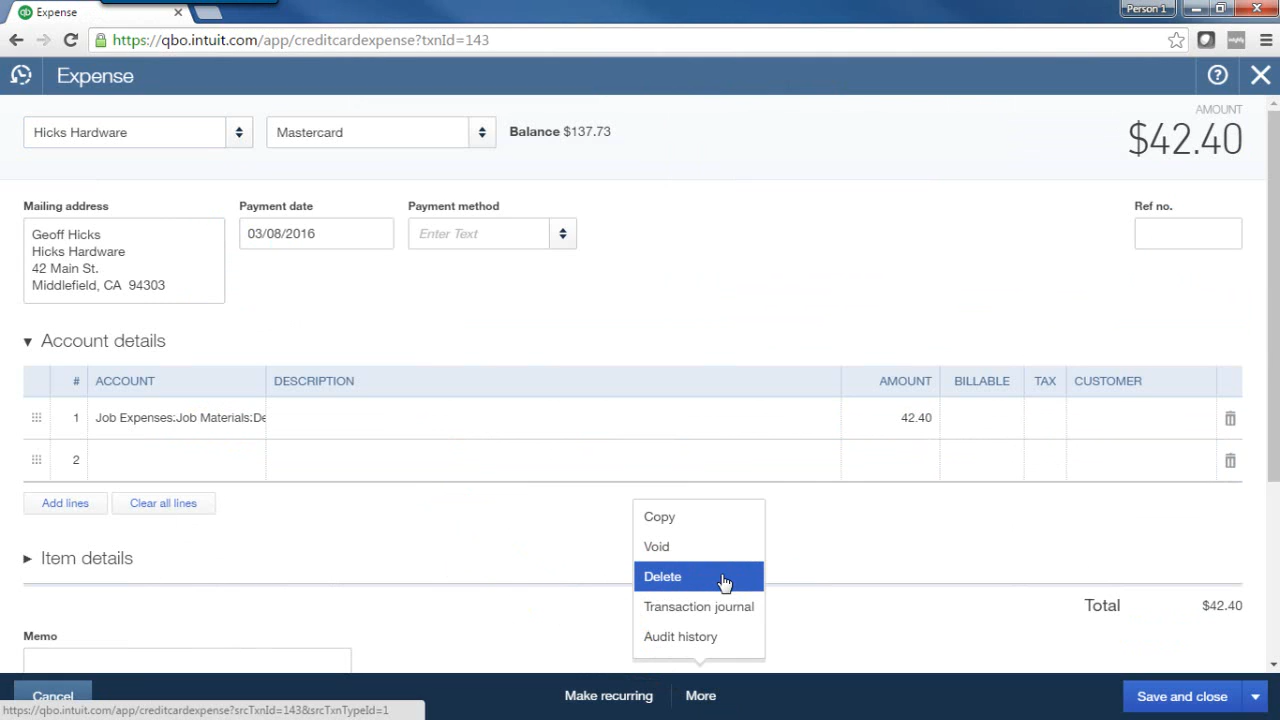 Expense
Person 1
https://qbo.intuit.com/app/creditcardexpense?txnId=143
Expense
Hicks Hardware
Mastercard
Balance $137.73
AMOUNT
$42.40
Mailing address
Payment date
Payment method
Ref no.
Geoff Hicks
Hicks Hardware
42 Main St.
Middlefield, CA 94303
03/08/2016
Enter Text
Account details
# ACCOUNT DESCRIPTION AMOUNT BILLABLE TAX CUSTOMER
1 Job Expenses:Job Materials:De 42.40
2
Add lines
Clear all lines
Copy
Void
Delete
Transaction journal
Audit history
Item details
Total $42.40
Memo
Cancel
Make recurring
More
Save and close
https://qbo.intuit.com/app/creditcardexpense?srcTxnId=143&srcTxnTypeId=1